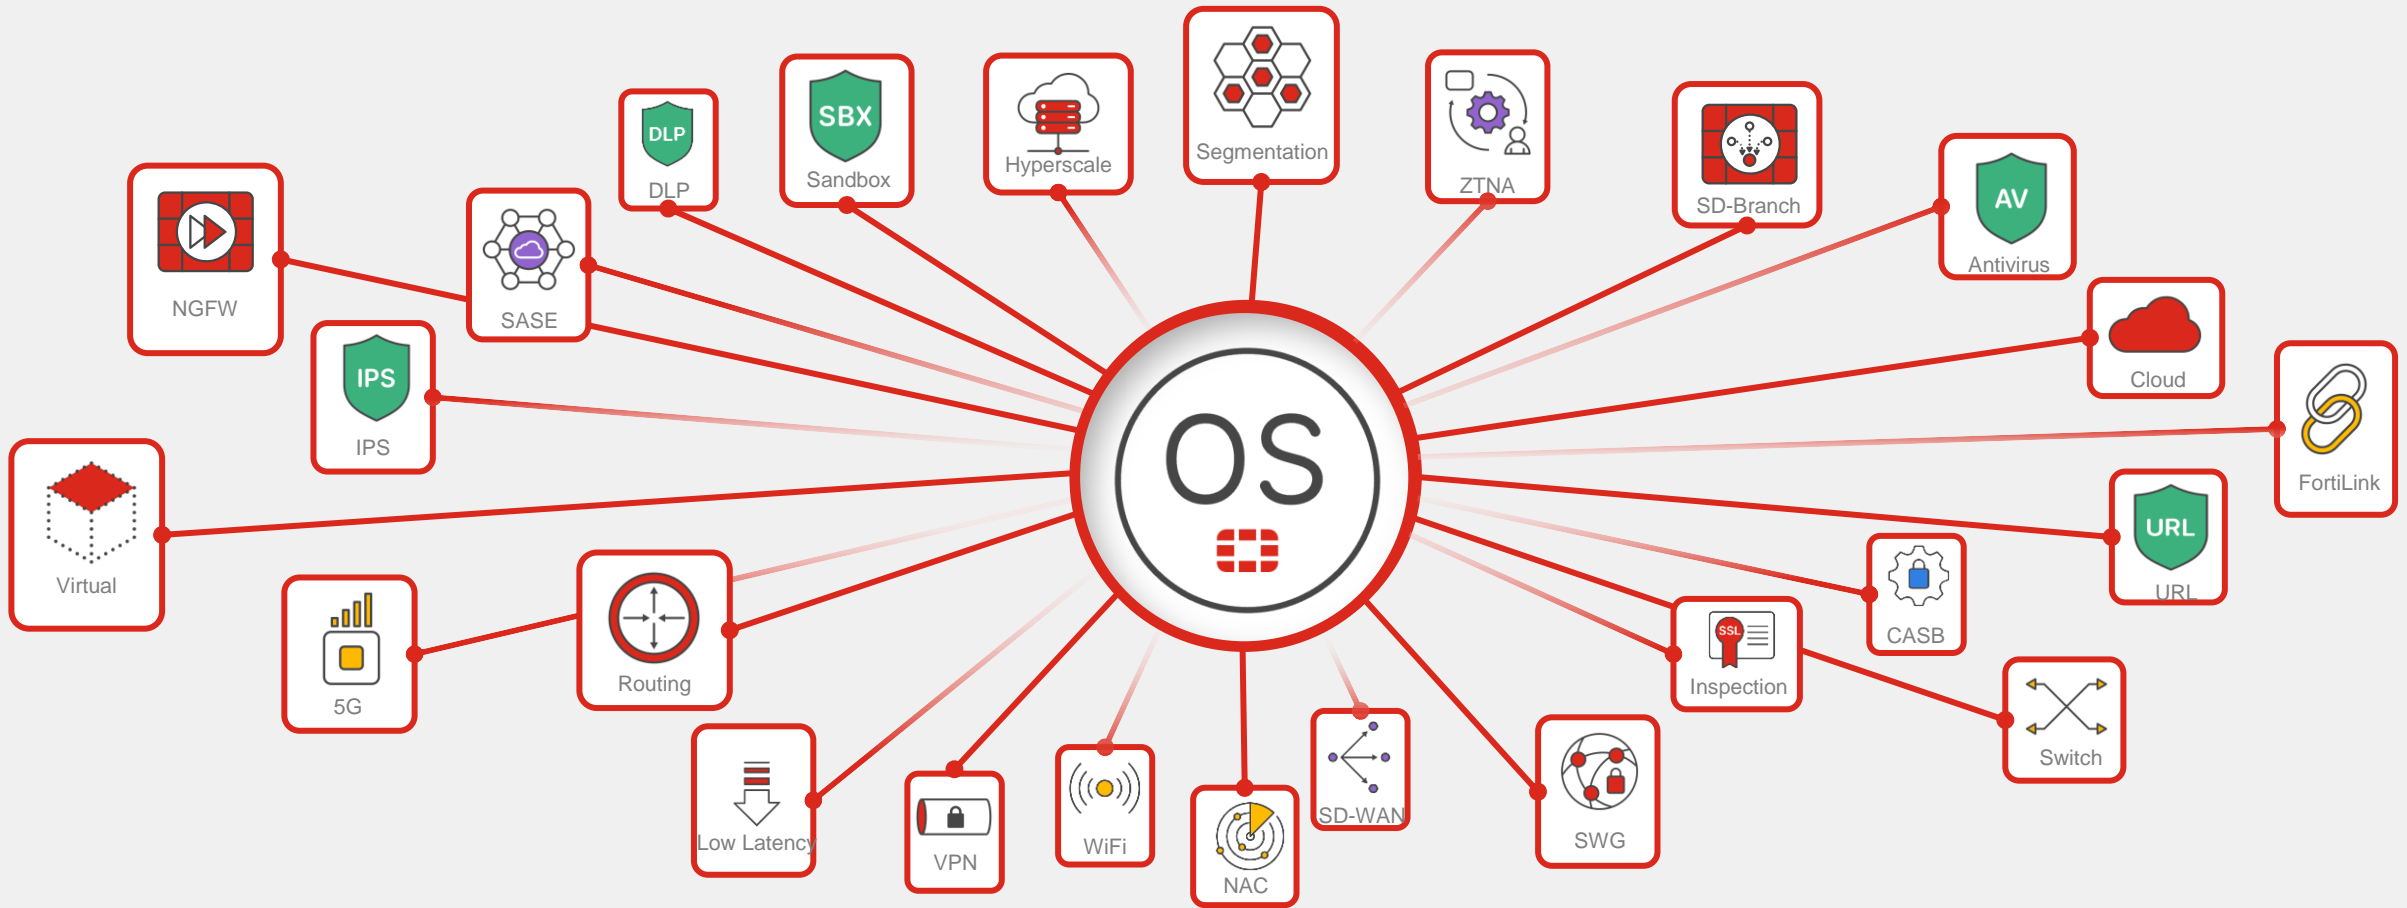 Segmentation
SBX
Sandbox
Hyperscale
ZTNA
DLP
DLP
SD-Branch
AV
Antivirus
NGFW
SASE
Cloud
IPS
IPS
OS
FortiLink
URL
URL
Virtual
5G
Routing
SSL
Inspection
CASB
Switch
Low Latency
VPN
WiFi
NAC
SD-WAN
SWG